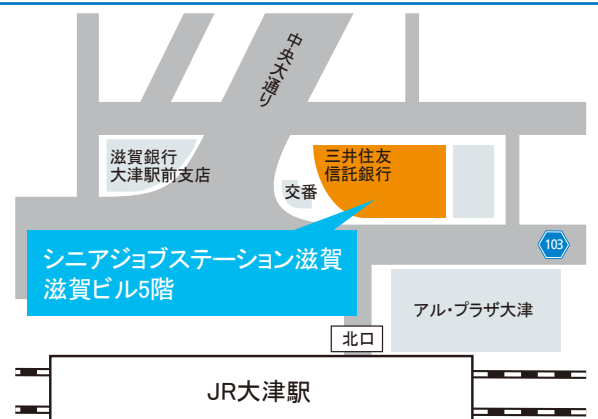 中央大通り
滋賀銀行
大津駅前支店
三井住友
信託銀行
交番
103
シニアジョブステーション滋賀
滋賀ビル5階
アル・プラザ大津
北口
JR大津駅